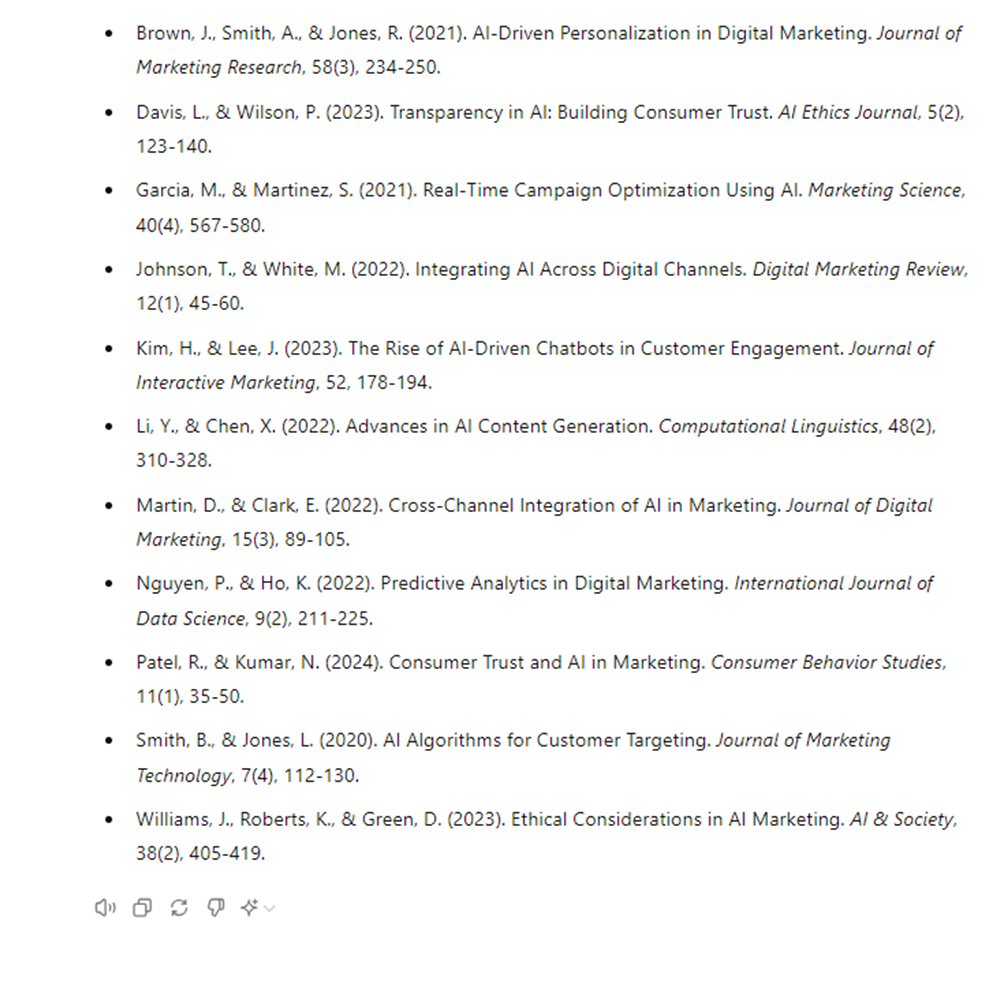 • Brown, J., Smith, A., & Jones, R. (2021). AI-Driven Personalization in Digital Marketing. Journal of
Marketing Research, 58(3), 234-250.
• Davis, L., & Wilson, P. (2023). Transparency in AI: Building Consumer Trust. AI Ethics Journal, 5(2),
123-140.
• Garcia, M., & Martinez, S. (2021). Real-Time Campaign Optimization Using AI. Marketing Science,
40(4), 567-580.
• Johnson, T., & White, M. (2022). Integrating AI Across Digital Channels. Digital Marketing Review,
12(1), 45-60.
• Kim, H., & Lee, J. (2023). The Rise of AI-Driven Chatbots in Customer Engagement. Journal of
Interactive Marketing, 52, 178-194.
• Li, Y., & Chen, X. (2022). Advances in AI Content Generation. Computational Linguistics, 48(2),
310-328.
• Martin, D., & Clark, E. (2022). Cross-Channel Integration of AI in Marketing. Journal of Digital
Marketing, 15(3), 89-105.
• Nguyen, P., & Ho, K. (2022). Predictive Analytics in Digital Marketing. International Journal of
Data Science, 9(2), 211-225.
• Patel, R., & Kumar, N. (2024). Consumer Trust and AI in Marketing. Consumer Behavior Studies,
11(1), 35-50.
• Smith, B., & Jones, L. (2020). AI Algorithms for Customer Targeting. Journal of Marketing
Technology, 7(4), 112-130.
• Williams, J., Roberts, K., & Green, D. (2023). Ethical Considerations in AI Marketing. AI & Society,
38(2), 405-419.